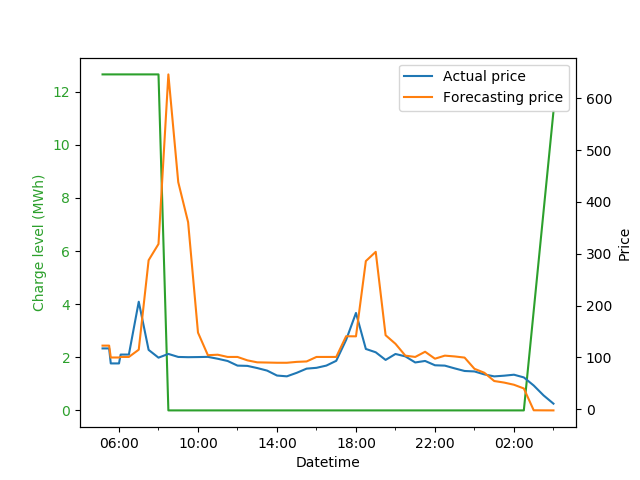 Actual price
Forecasting price
Charge level (MWh)
12
10
8
6
4
2
0
600
500
400
300
200
100
0
Price
06:00 10:00 14:00 18:00 22:00 02:00
Datetime